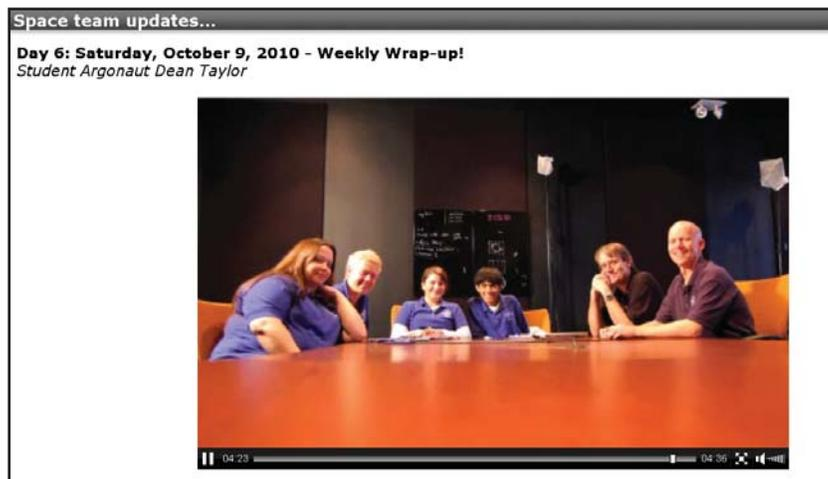 Space team updates...
Day 6: Saturday, October 9, 2010 - Weekly Wrap-up!
Student Argonaut Dean Taylor
04:23
04:36